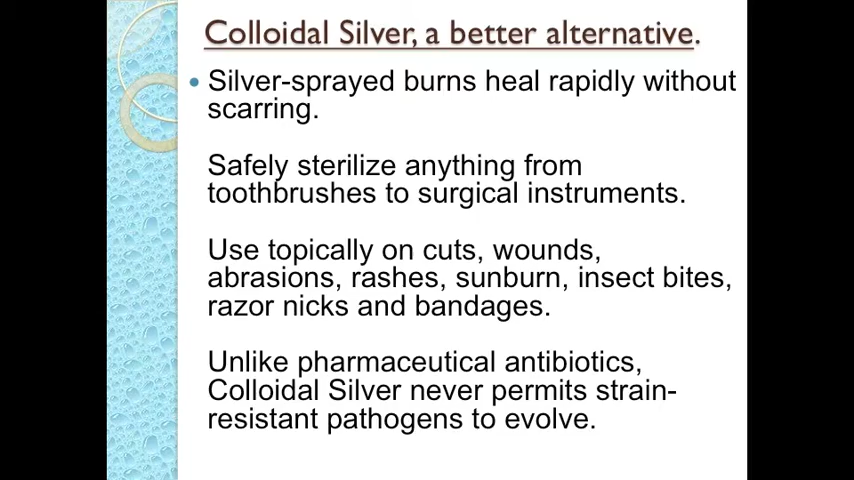 Colloidal Silver, a better alternative.
Silver-sprayed burns heal rapidly without
scarring.
Safely sterilize anything from
toothbrushes to surgical instruments.
Use topically on cuts, wounds,
abrasions, rashes, sunburn, insect bites,
razor nicks and bandages.
Unlike pharmaceutical antibiotics,
Colloidal Silver never permits strain-
resistant pathogens to evolve.